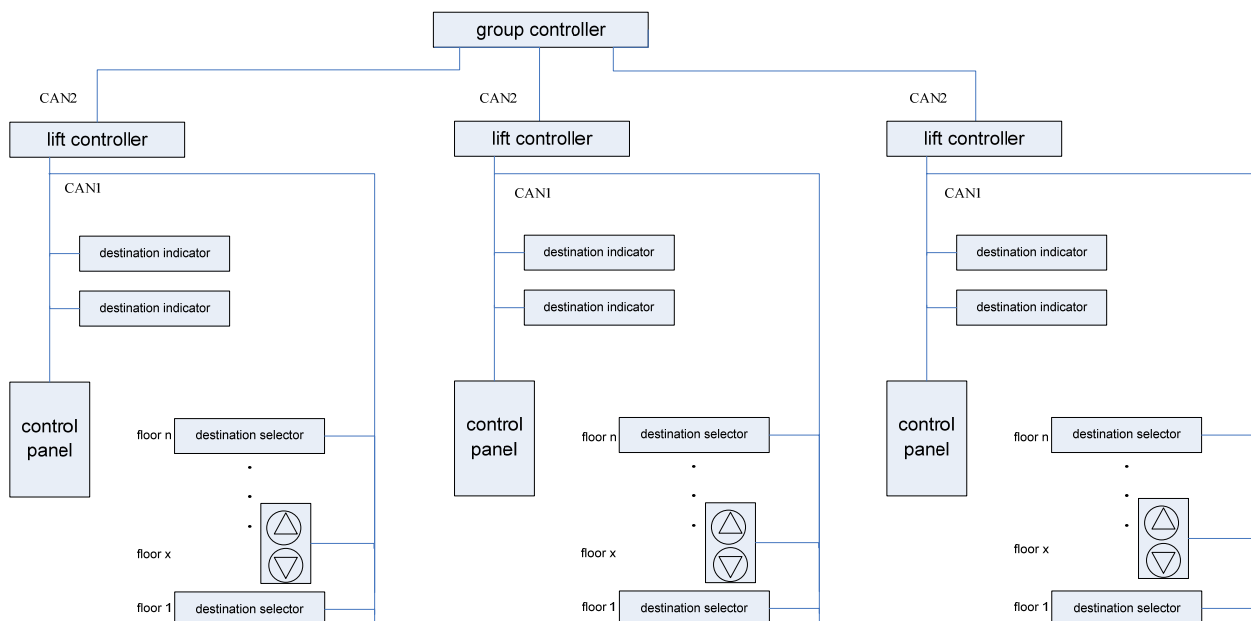 group controller
CAN2
CAN2
CAN2
lift controller
lift controller
lift controller
CAN1
CAN1
CAN1
destination indicator
destination indicator
destination indicator
destination indicator
destination indicator
destination indicator
control
panel
control
panel
control
panel
floor n
destination selector
floor n
destination selector
floor n
destination selector
floor x
floor x
floor x
floor 1
destination selector
floor 1
destination selector
floor 1
destination selector